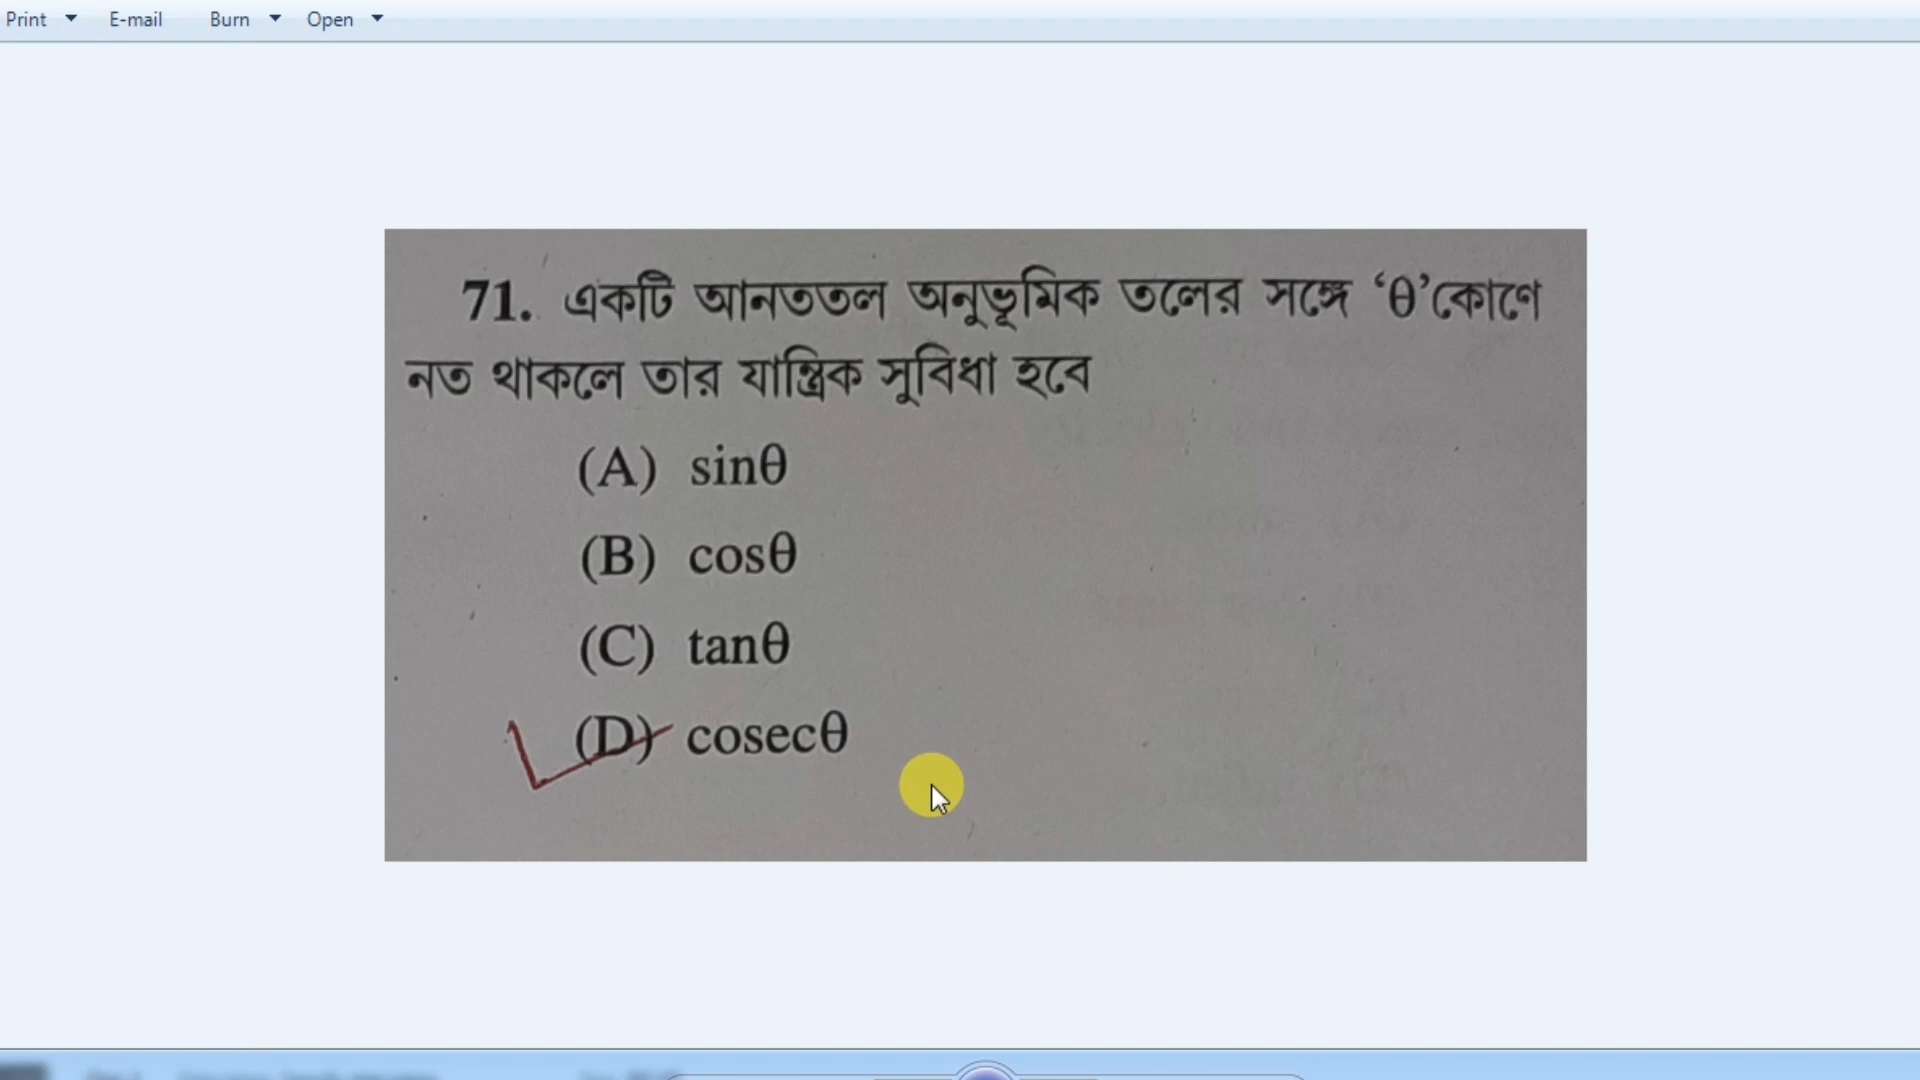 Print E-mail Burn Open
71. একটি আনততল অনুভূমিক তলের সঙ্গে ‘θ’কোণে
নত থাকলে তার যান্ত্রিক সুবিধা হবে
(A) sinθ
(B) cosθ
(C) tanθ
(D) cosecθ